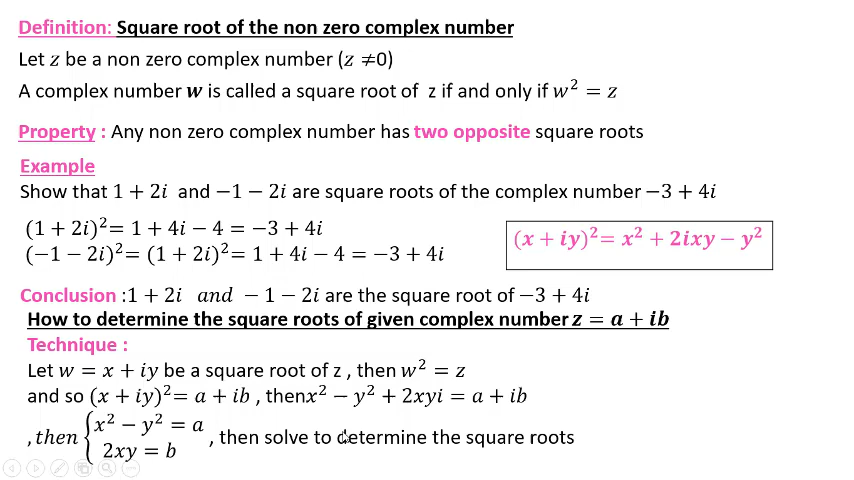 Definition: Square root of the non zero complex number
Let z be a non zero complex number (z ≠0)
A complex number w is called a square root of z if and only if w² = z
Property : Any non zero complex number has two opposite square roots
Example
Show that 1 + 2i and −1 − 2i are square roots of the complex number −3 + 4i
(1 + 2i)²= 1 + 4i − 4 = −3 + 4i
(−1 − 2i)²= (1 + 2i)²= 1 + 4i − 4 = −3 + 4i
(x + iy)²= x² + 2ixy − y²
Conclusion :1 + 2i and − 1 − 2i are the square root of −3 + 4i
How to determine the square roots of given complex number z = a + ib
Technique :
Let w = x + iy be a square root of z , then w² = z
and so (x + iy)²= a + ib , thenx² − y² + 2xyi = a + ib
, then { x² − y² = a
2xy = b , then solve to determine the square roots